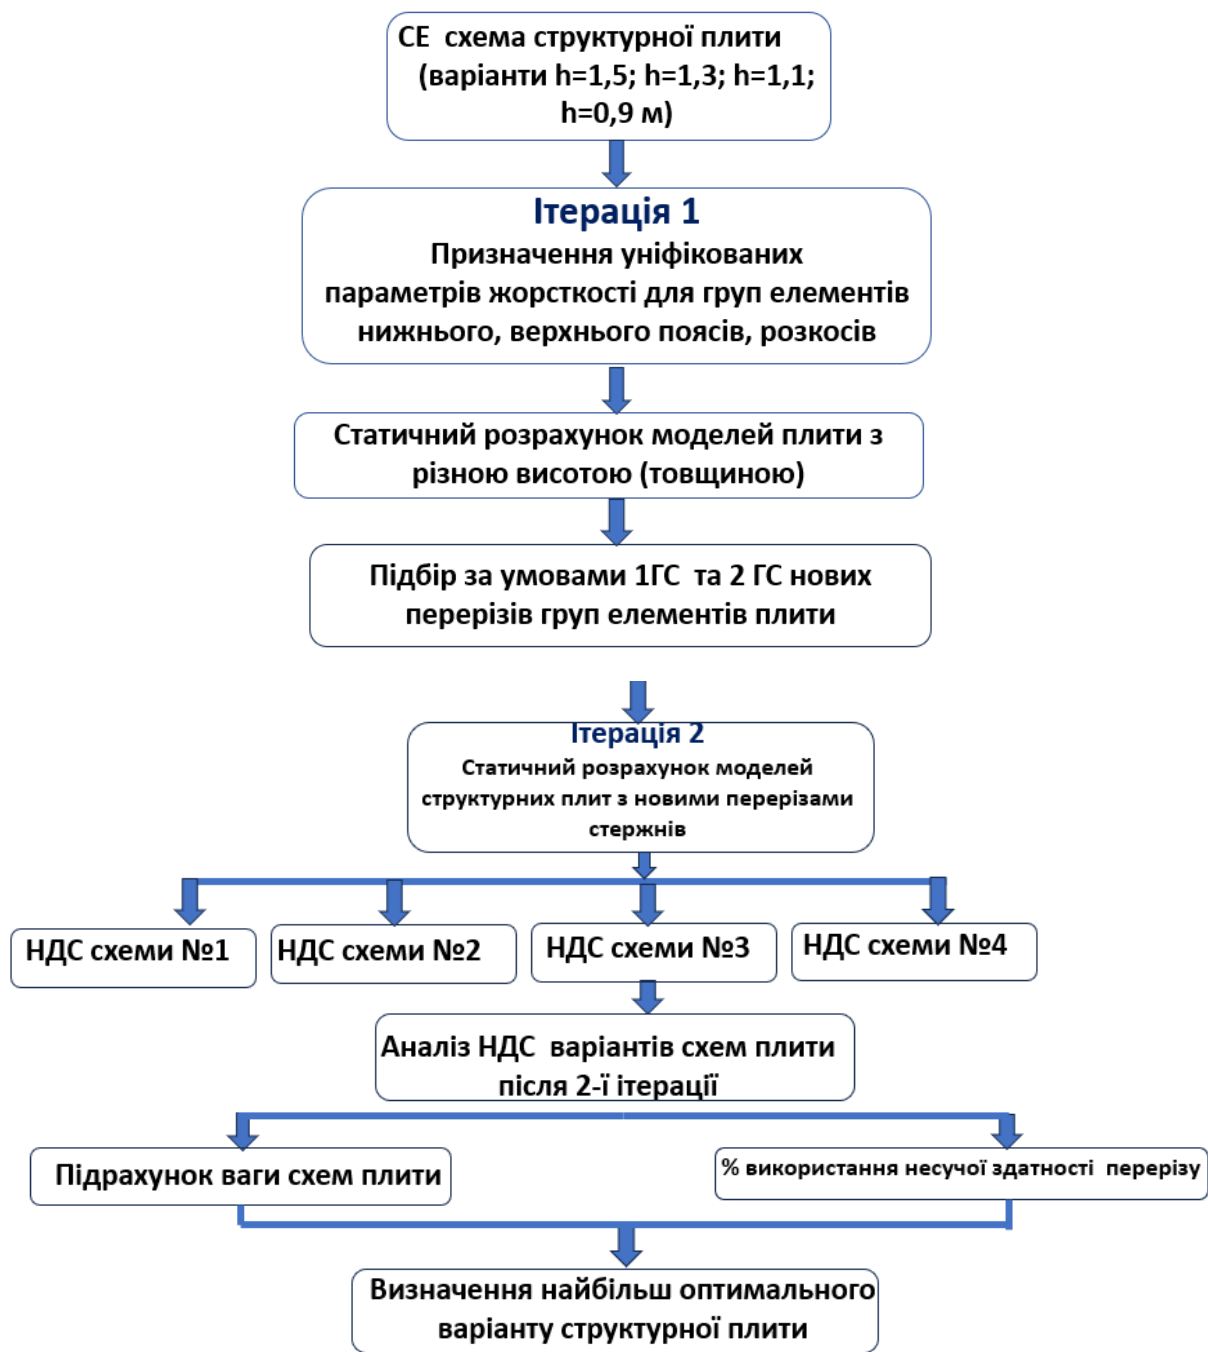 СЕ схема структурної плити
(варіанти h=1,5; h=1,3; h=1,1;
h=0,9 м)
Ітерація 1
Призначення уніфікованих
параметрів жорсткості для груп елементів
нижнього, верхнього поясів, розкосів
Статичний розрахунок моделей плити з
різною висотою (товщиною)
Підбір за умовами 1ГС та 2 ГС нових
перерізів груп елементів плити
Ітерація 2
Статичний розрахунок моделей
структурних плит з новими перерізами
стержнів
НДС схеми №1
НДС схеми №2
НДС схеми №3
НДС схеми №4
Аналіз НДС варіантів схем плити
після 2-ї ітерації
Підрахунок ваги схем плити
% використання несучої здатності перерізу
Визначення найбільш оптимального
варіанту структурної плити